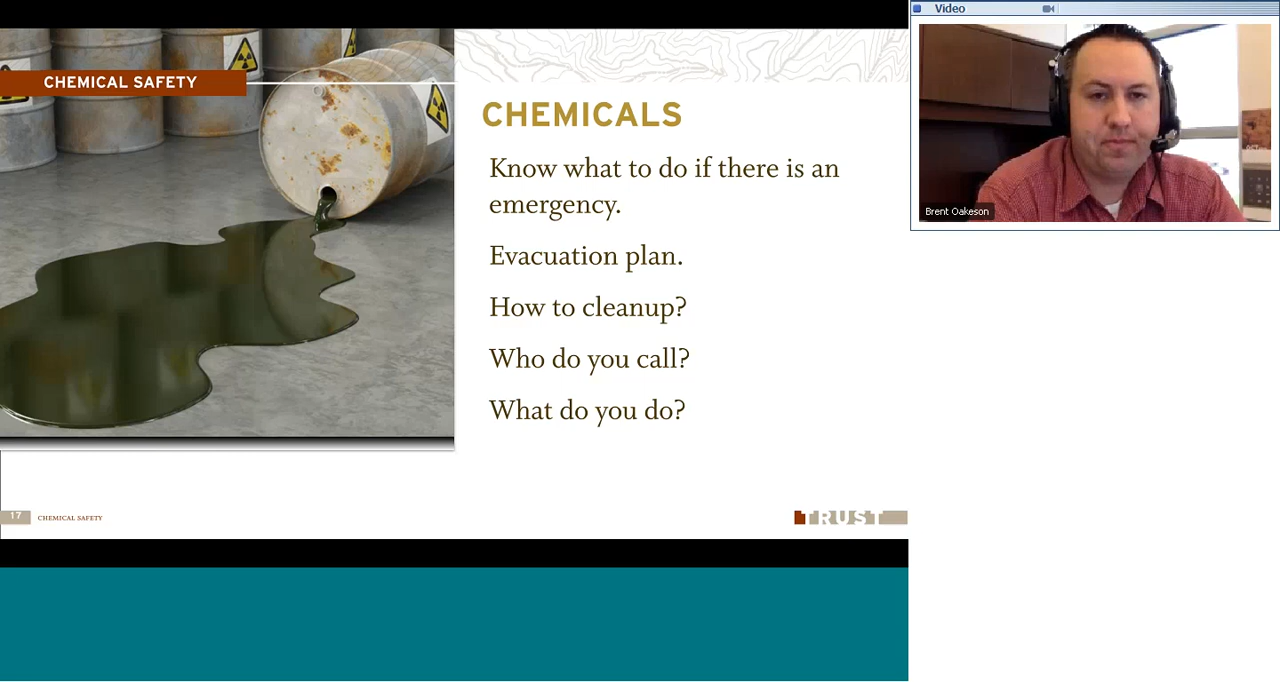 Video
CHEMICAL SAFETY
CHEMICALS
Know what to do if there is an
emergency.
Evacuation plan.
How to cleanup?
Who do you call?
What do you do?
Brent Oakeson
17
CHEMICAL SAFETY
TRUST